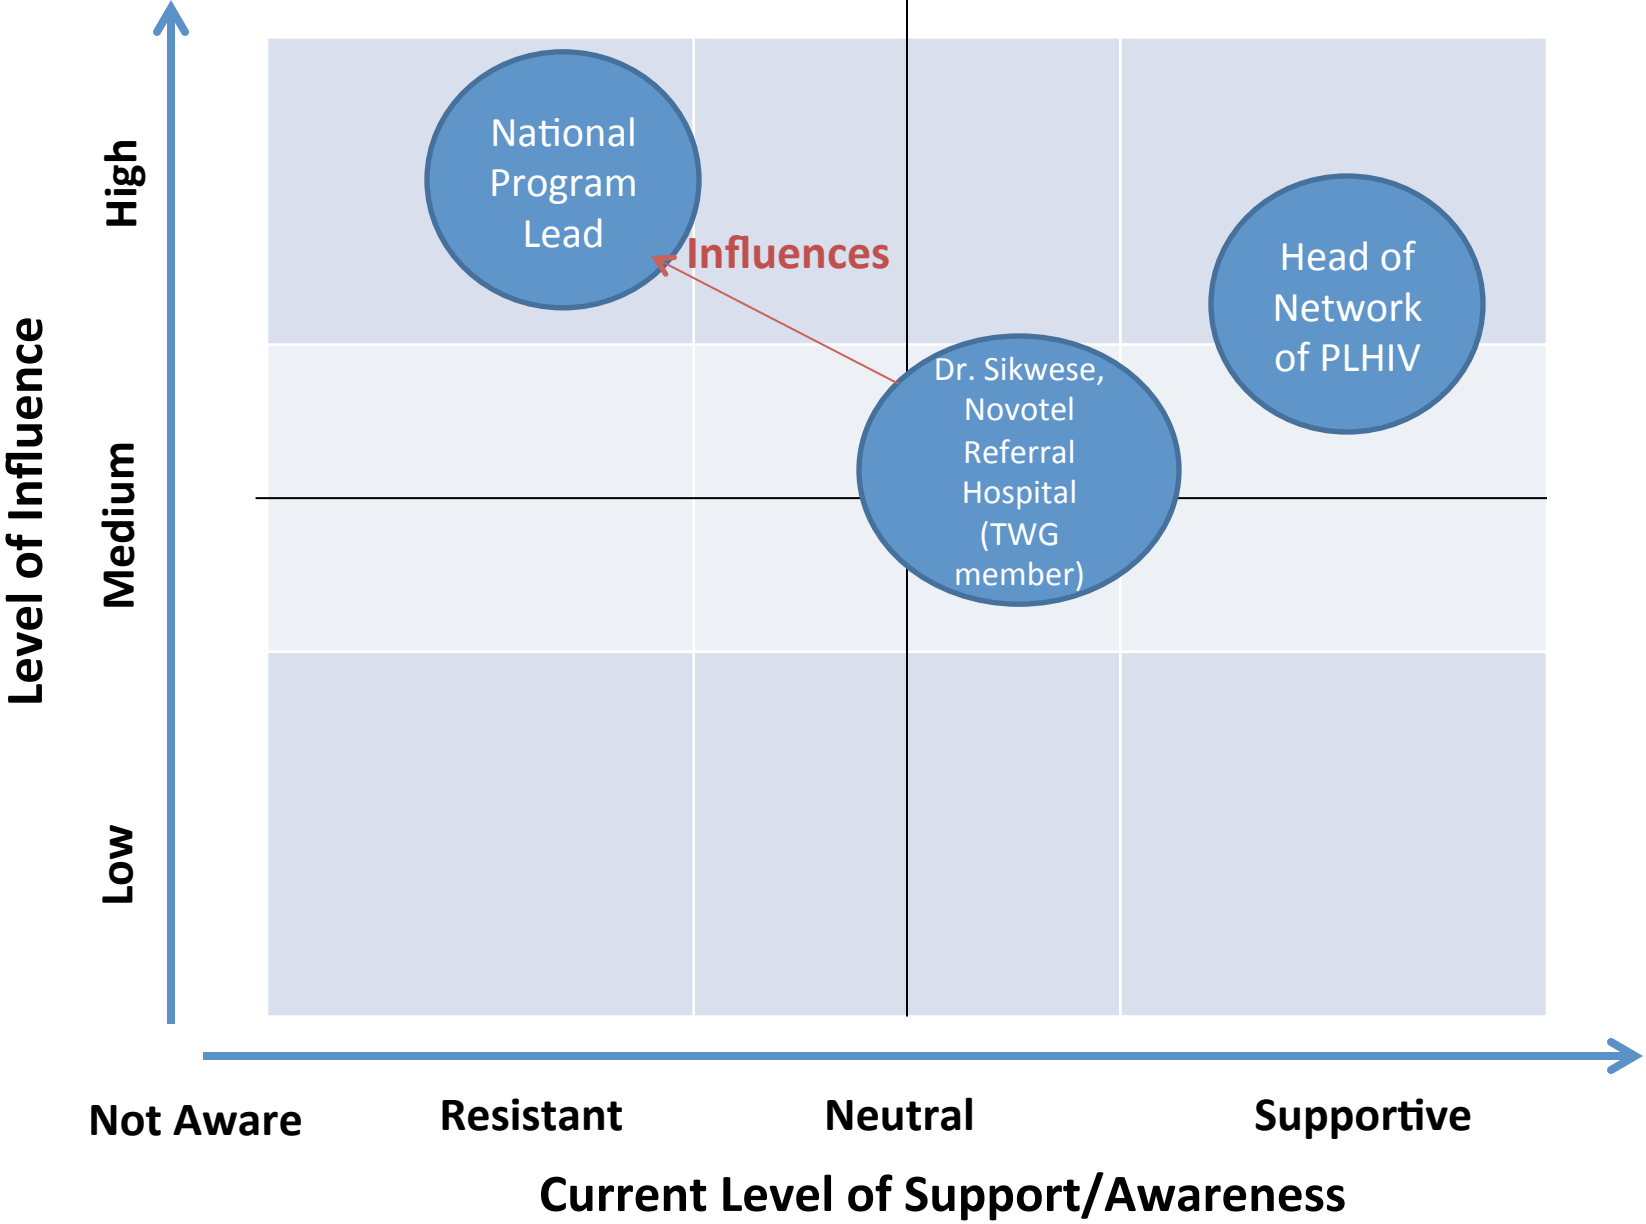 Level of Influence
High
Medium
Low
National
Program
Lead
Influences
Head of
Network
of PLHIV
Dr. Sikwese,
Novotel
Referral
Hospital
(TWG
member)
Not Aware
Resistant
Neutral
Supportive
Current Level of Support/Awareness